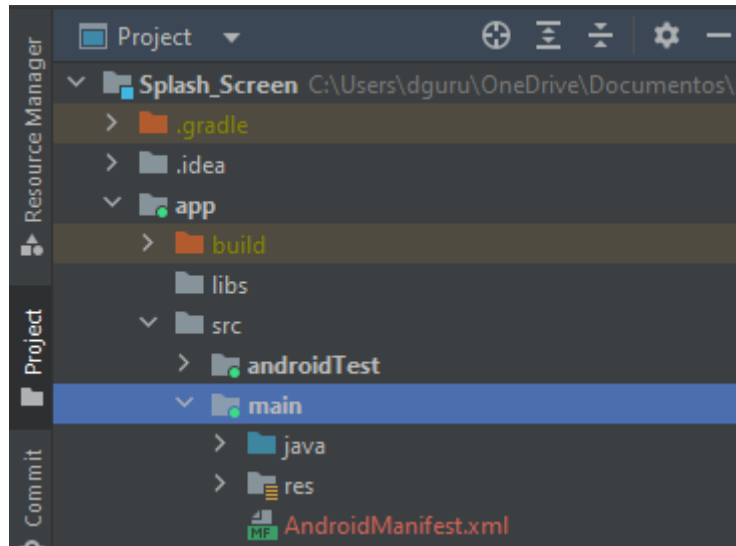 Project
Splash_Screen C:\Users\dguru\OneDrive\Documentos\
.gradle
.idea
app
build
libs
src
androidTest
main
java
res
MF AndroidManifest.xml
Resource Manager
Project
Commit